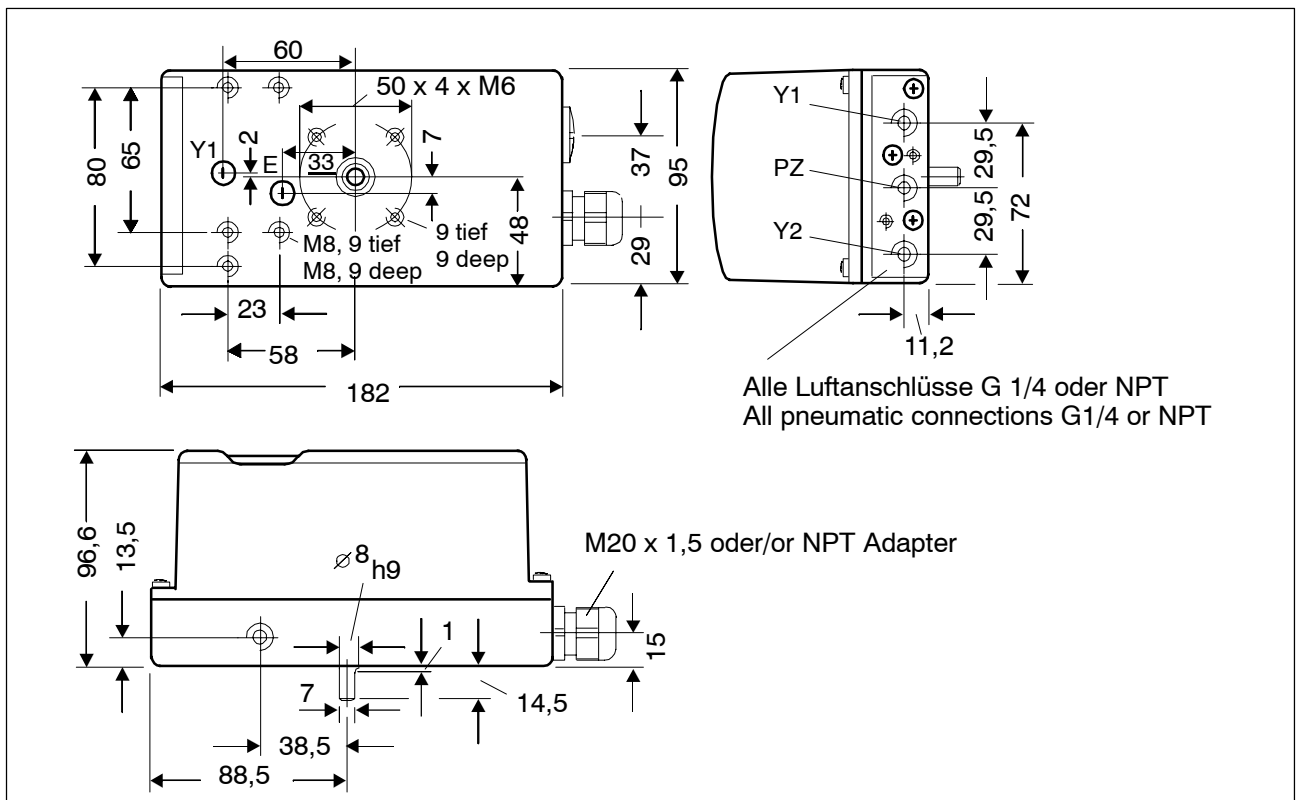 60
50 x 4 x M6
Y1
2
E
33
7
80
65
37
95
48
29
9 tief
9 deep
M8, 9 tief
M8, 9 deep
23
58
182
Y1
PZ
Y2
29,5
29,5
72
11,2
Alle Luftanschlüsse G 1/4 oder NPT
All pneumatic connections G1/4 or NPT
96,6
13,5
⌀ 8
h9
M20 x 1,5 oder/or NPT Adapter
1
15
7
14,5
38,5
88,5